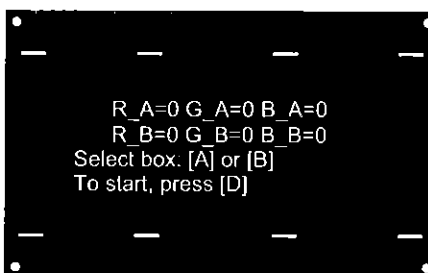 R_A=0 G_A=0 B_A=0
R_B=0 G_B=0 B_B=0
Select box: [A] or [B]
To start, press [D]